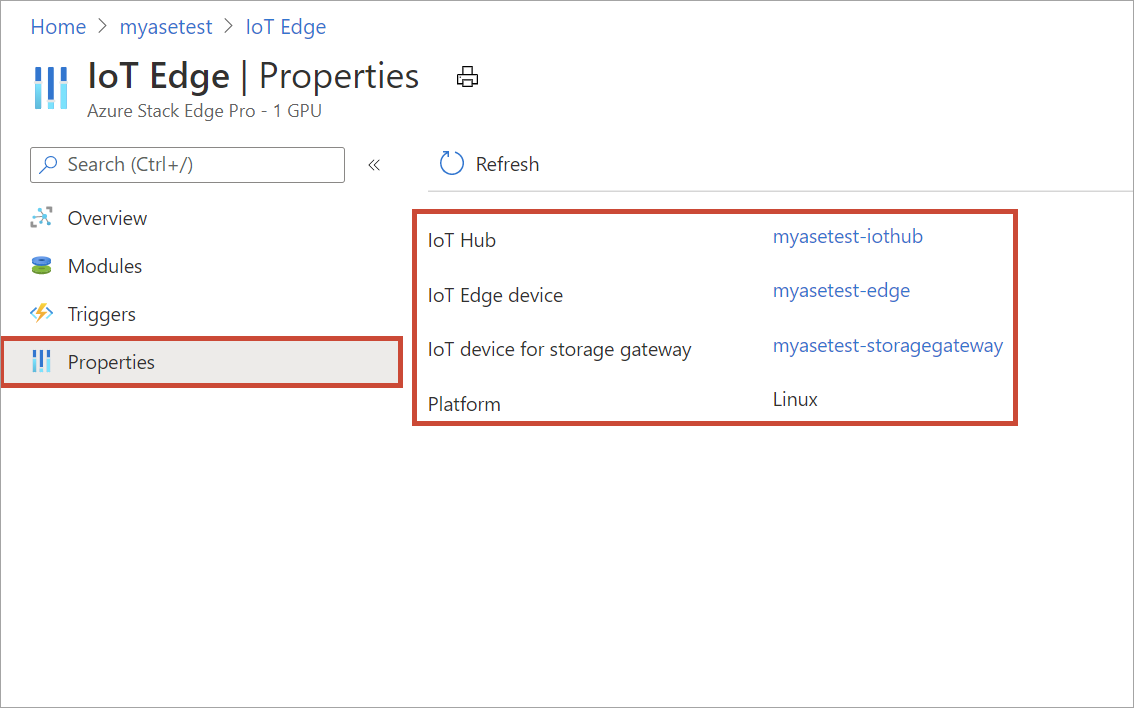 Home > myasetest > IoT Edge
IoT Edge | Properties
Azure Stack Edge Pro - 1 GPU
Search (Ctrl+/)
«
Refresh
Overview
Modules
Triggers
Properties
IoT Hub myasetest-iothub
IoT Edge device myasetest-edge
IoT device for storage gateway myasetest-storagegateway
Platform Linux